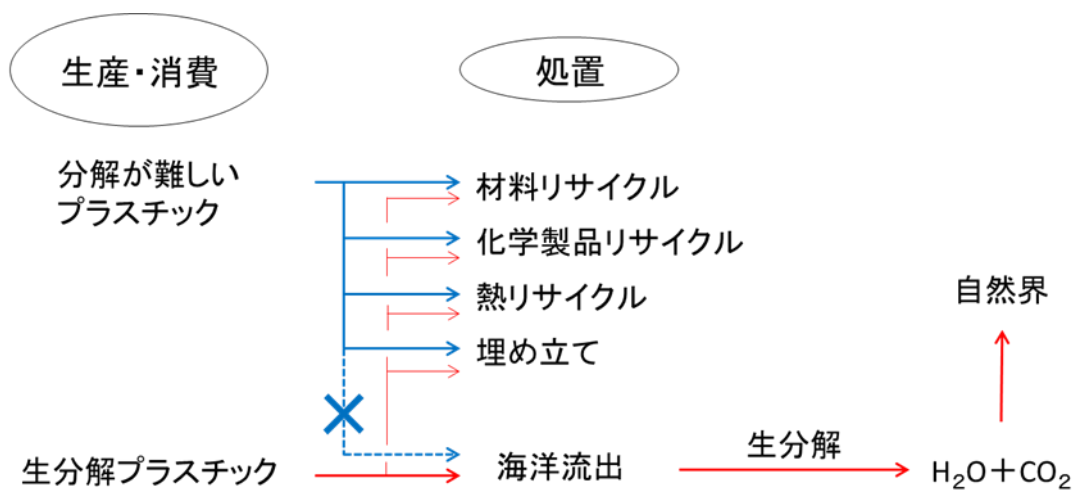 生産・消費
処置
分解が難しい
プラスチック
材料リサイクル
化学製品リサイクル
熱リサイクル
埋め立て
自然界
生分解プラスチック
海洋流出
生分解
H₂O＋CO₂